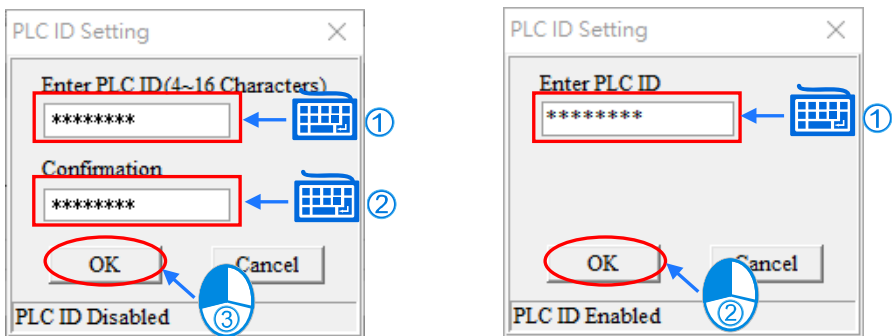 PLC ID Setting
Enter PLC ID(4~16 Characters)
********
①
Confirmation
********
②
OK
Cancel
③
PLC ID Disabled
PLC ID Setting
Enter PLC ID
********
①
OK
Cancel
②
PLC ID Enabled